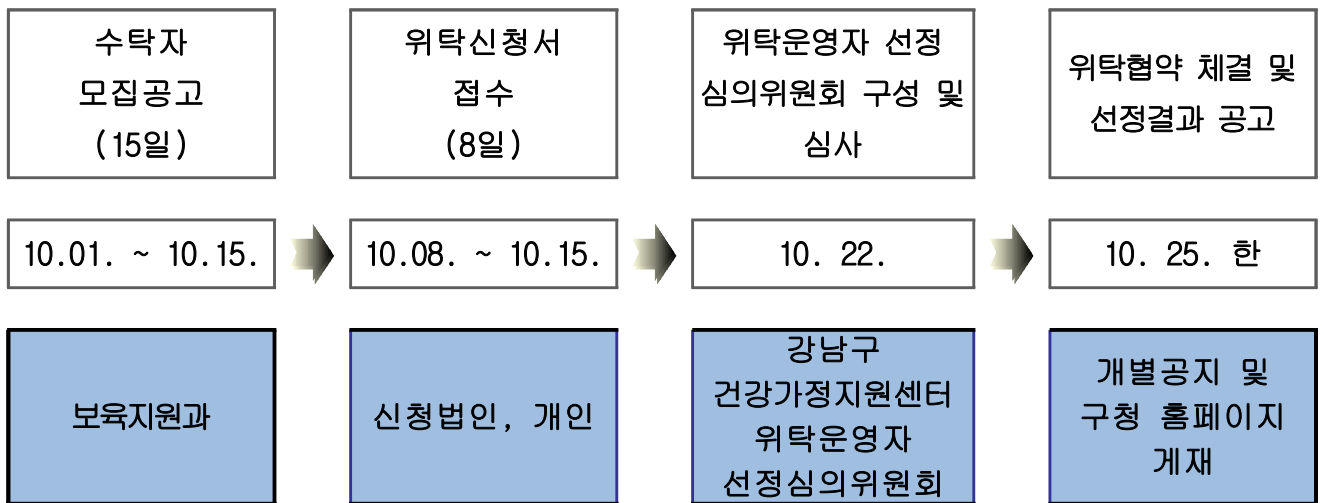 수탁자
모집공고
(15일)
위탁신청서
접수
(8일)
위탁운영자 선정
심의위원회 구성 및
심사
위탁협약 체결 및
선정결과 공고
10.01. ~ 10.15.
10.08. ~ 10.15.
10. 22.
10. 25. 한
보육지원과
신청법인, 개인
강남구
건강가정지원센터
위탁운영자
선정심의위원회
개별공지 및
구청 홈페이지
게재